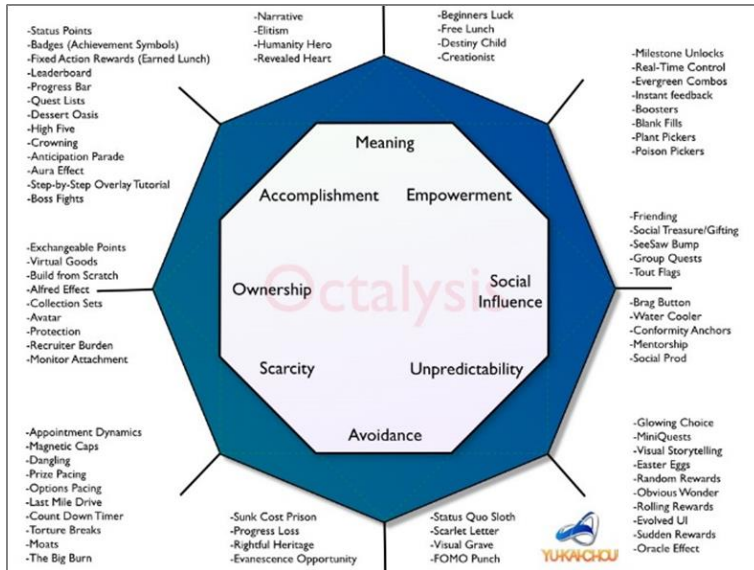 -Narrative
-Elitism
-Humanity Hero
-Revealed Heart
-Beginners Luck
-Free Lunch
-Destiny Child
-Creationist
-Status Points
-Badges (Achievement Symbols)
-Fixed Action Rewards (Earned Lunch)
-Leaderboard
-Progress Bar
-Quest Lists
-Dessert Oasis
-High Five
-Crowning
-Anticipation Parade
-Aura Effect
-Step-by-Step Overlay Tutorial
-Boss Fights
-Milestone Unlocks
-Real-Time Control
-Evergreen Combos
-Instant feedback
-Boosters
-Blank Fills
-Plant Pickers
-Poison Pickers
Meaning
Accomplishment
Empowerment
Ownership
Octalysis
Social
Influence
Scarcity
Unpredictability
Avoidance
-Exchangeable Points
-Virtual Goods
-Build from Scratch
-Alfred Effect
-Collection Sets
-Avatar
-Protection
-Recruiter Burden
-Monitor Attachment
-Friending
-Social Treasure/Gifting
-SeeSaw Bump
-Group Quests
-Tout Flags
-Brag Button
-Water Cooler
-Conformity Anchors
-Mentorship
-Social Prod
-Appointment Dynamics
-Magnetic Caps
-Dangling
-Prize Pacing
-Options Pacing
-Last Mile Drive
-Count Down Timer
-Torture Breaks
-Moats
-The Big Burn
-Sunk Cost Prison
-Progress Loss
-Rightful Heritage
-Evanescence Opportunity
-Status Quo Sloth
-Scarlet Letter
-Visual Grave
-FOMO Punch
-Glowing Choice
-MiniQuests
-Visual Storytelling
-Easter Eggs
-Random Rewards
-Obvious Wonder
-Rolling Rewards
-Evolved UI
-Sudden Rewards
-Oracle Effect
YU-KAI-CHOU